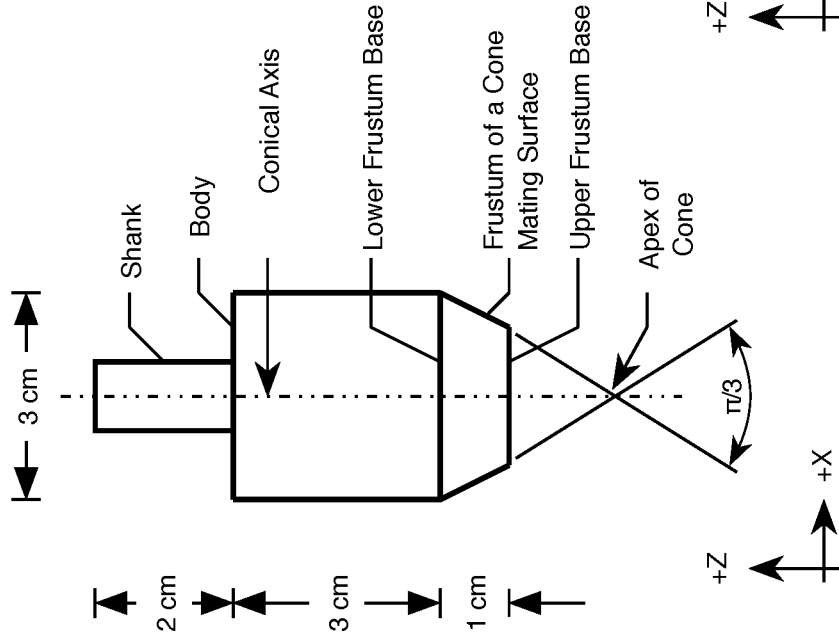 +Z
3 cm
Shank
Body
Conical Axis
Lower Frustum Base
Frustum of a Cone
Mating Surface
Upper Frustum Base
Apex of
Cone
2 cm
3 cm
1 cm
π/3
+Z
+X